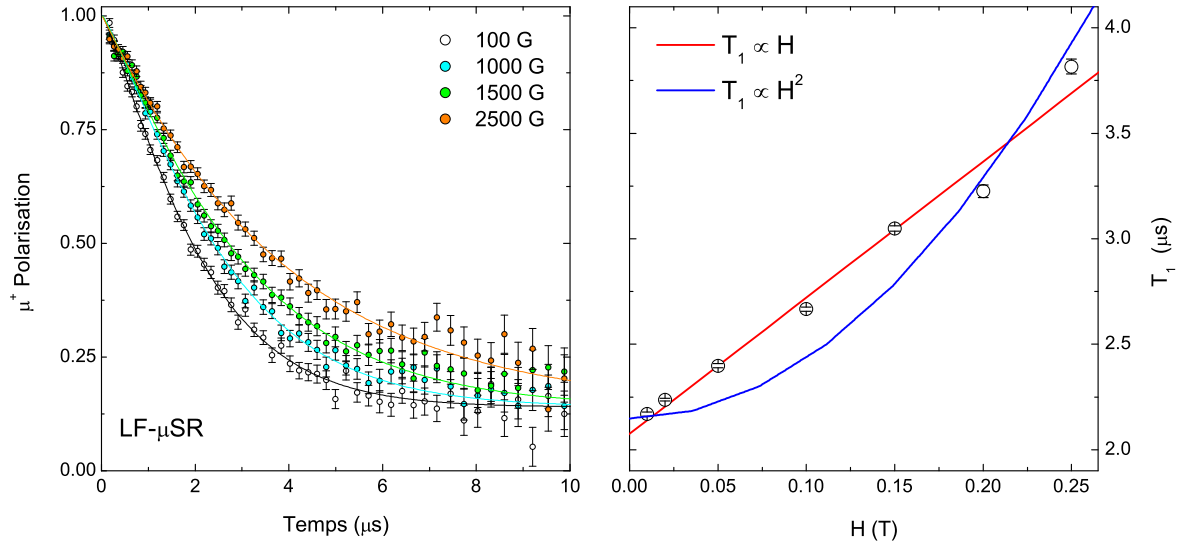 1.00
0.75
0.50
0.25
0.00
μ⁺ Polarisation
100 G
1000 G
1500 G
2500 G
LF-μSR
0 2 4 6 8 10
Temps (μs)
T₁ ∝ H
T₁ ∝ H²
4.0
3.5
3.0
2.5
2.0
T₁ (μs)
0.00 0.05 0.10 0.15 0.20 0.25
H (T)